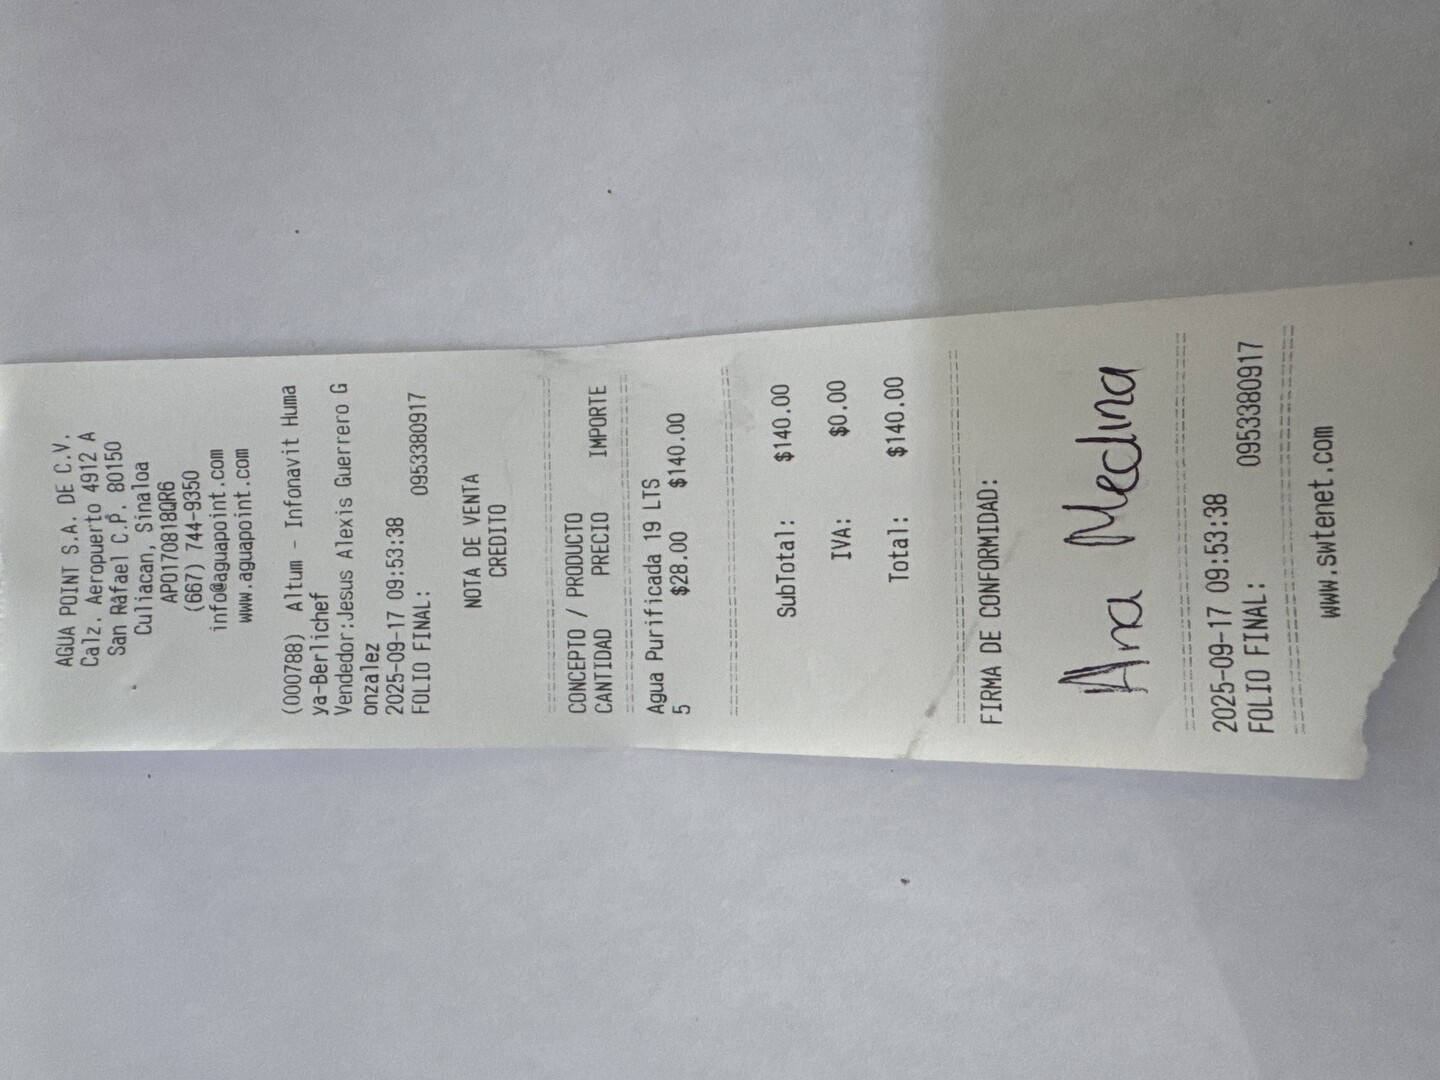 AGUA POINT S.A. DE C.V.
Calz. Aeropuerto 4912 A
San Rafael C.P. 80150
Culiacan, Sinaloa
APO170818QR6
(667) 744-9350
info@aguapoint.com
www.aguapoint.com
(000788) Altum - Infonavit Huma
ya-Berlichef
Vendedor:Jesus Alexis Guerrero G
onzalez
2025-09-17 09:53:38
FOLIO FINAL: 0953380917
NOTA DE VENTA
CREDITO
CONCEPTO / PRODUCTO
CANTIDAD PRECIO IMPORTE
Agua Purificada 19 LTS
5 $28.00 $140.00
SubTotal: $140.00
IVA: $0.00
Total: $140.00
FIRMA DE CONFORMIDAD:
Ana Medina
2025-09-17 09:53:38
FOLIO FINAL: 0953380917
www.swtenet.com